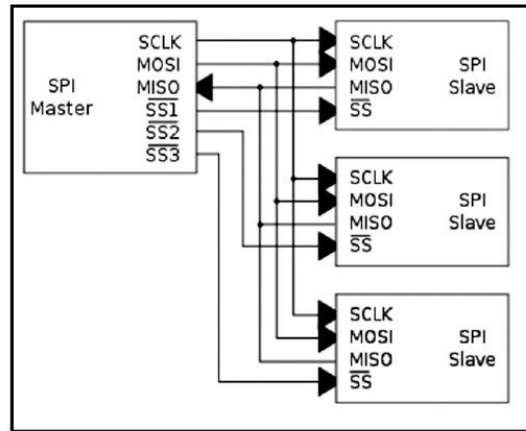 SPI
Master
SCLK
MOSI
MISO
SS1
SS2
SS3
SCLK
MOSI
MISO
SS
SPI
Slave
SCLK
MOSI
MISO
SS
SPI
Slave
SCLK
MOSI
MISO
SS
SPI
Slave